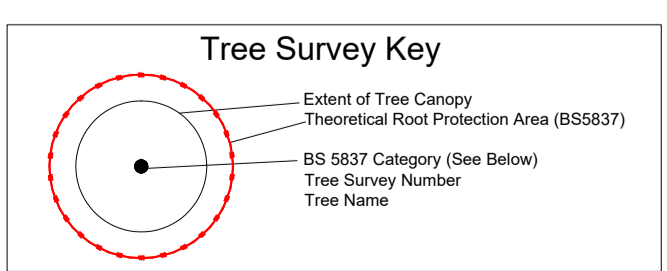 Tree Survey Key
Extent of Tree Canopy
Theoretical Root Protection Area (BS5837)
BS 5837 Category (See Below)
Tree Survey Number
Tree Name